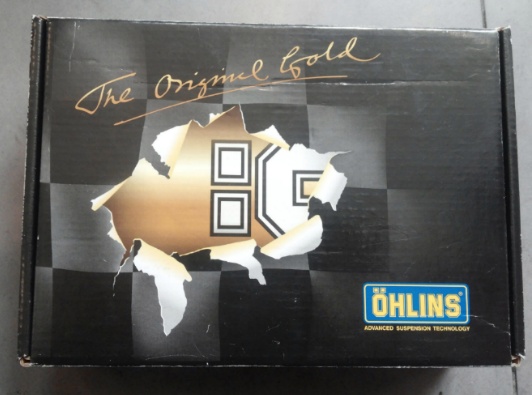 The Original Gold
ÖHLINS®
ADVANCED SUSPENSION TECHNOLOGY